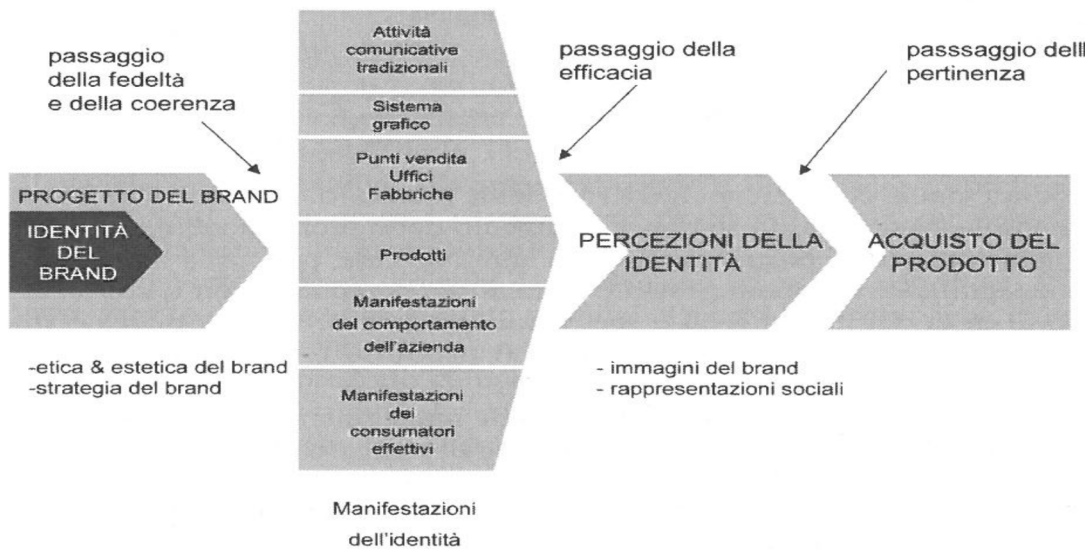 passaggio
della fedeltà
e della coerenza
PROGETTO DEL BRAND
IDENTITÀ
DEL
BRAND
-etica & estetica del brand
-strategia del brand
Attività
comunicative
tradizionali
Sistema
grafico
Punti vendita
Uffici
Fabbriche
Prodotti
Manifestazioni
del comportamento
dell'azienda
Manifestazioni
dei
consumatori
effettivi
Manifestazioni
dell'identità
passaggio della
efficacia
PERCEZIONI DELLA
IDENTITÀ
- immagini del brand
- rappresentazioni sociali
passsaggio dell
pertinenza
ACQUISTO DEL
PRODOTTO